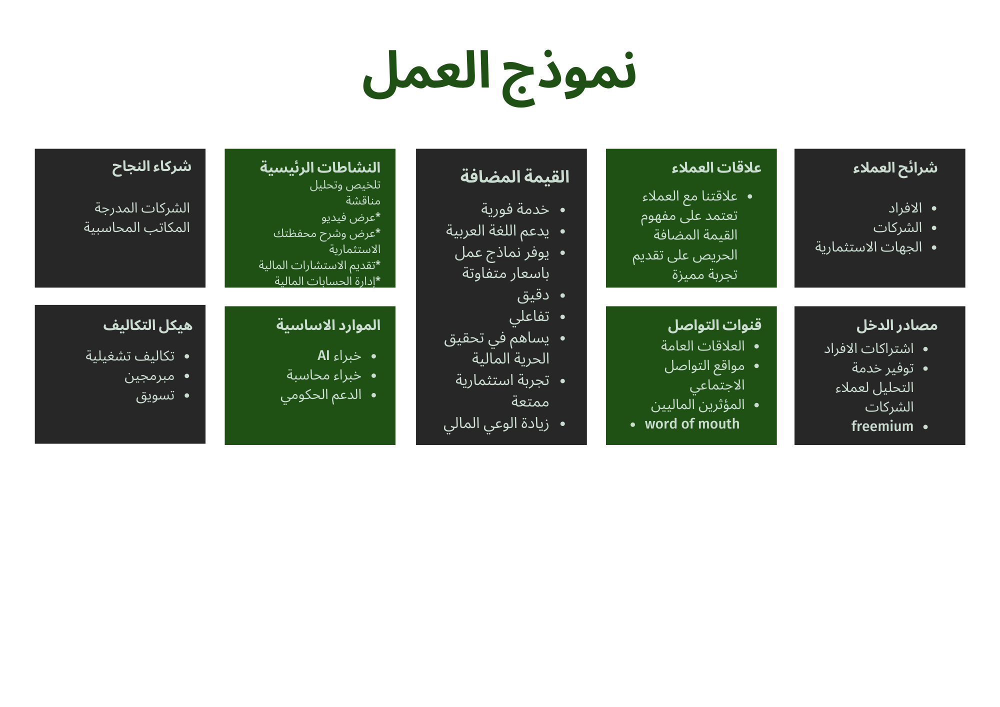 نموذج العمل
شرائح العملاء
• الافراد
• الشركات
• الجهات الاستثمارية
علاقات العملاء
• علاقتنا مع العملاء
تعتمد على مفهوم
القيمة المضافة
الحريص على تقديم
تجربة مميزة
القيمة المضافة
• خدمة فورية
• يدعم اللغة العربية
• يوفر نماذج عمل
باسعار متفاوتة
• دقيق
• تفاعلي
• يساهم في تحقيق
الحرية المالية
• تجربة استثمارية
ممتعة
• زيادة الوعي المالي
النشاطات الرئيسية
تلخيص وتحليل
مناقشة
*عرض فيديو
*عرض وشرح محفظتك
الاستثمارية
*تقديم الاستشارات المالية
*إدارة الحسابات المالية
شركاء النجاح
الشركات المدرجة
المكاتب المحاسبية
مصادر الدخل
• اشتراكات الافراد
• توفير خدمة
التحليل لعملاء
الشركات
• freemium
قنوات التواصل
• العلاقات العامة
• مواقع التواصل
الاجتماعي
• المؤثرين الماليين
• word of mouth
الموارد الاساسية
• خبراء AI
• خبراء محاسبة
• الدعم الحكومي
هيكل التكاليف
• تكاليف تشغيلية
• مبرمجين
• تسويق